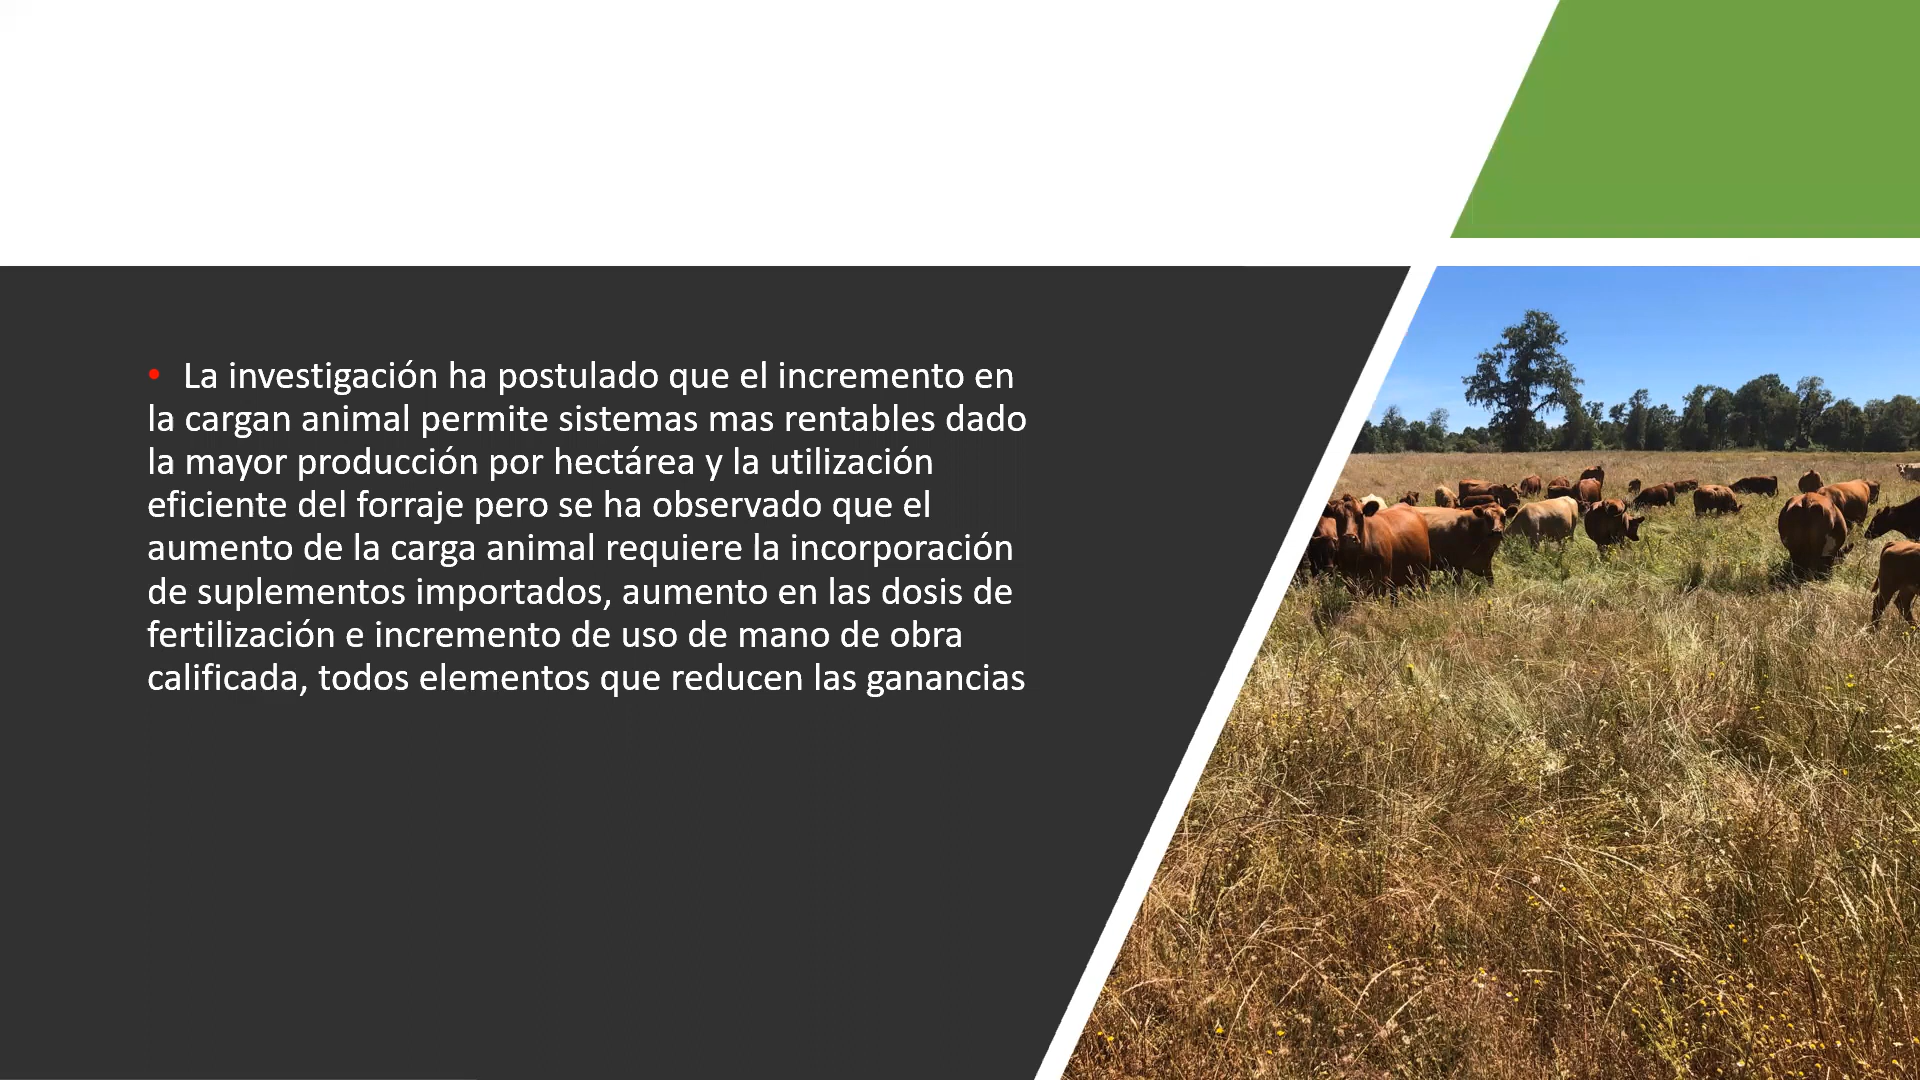 • La investigación ha postulado que el incremento en
la cargan animal permite sistemas mas rentables dado
la mayor producción por hectárea y la utilización
eficiente del forraje pero se ha observado que el
aumento de la carga animal requiere la incorporación
de suplementos importados, aumento en las dosis de
fertilización e incremento de uso de mano de obra
calificada, todos elementos que reducen las ganancias